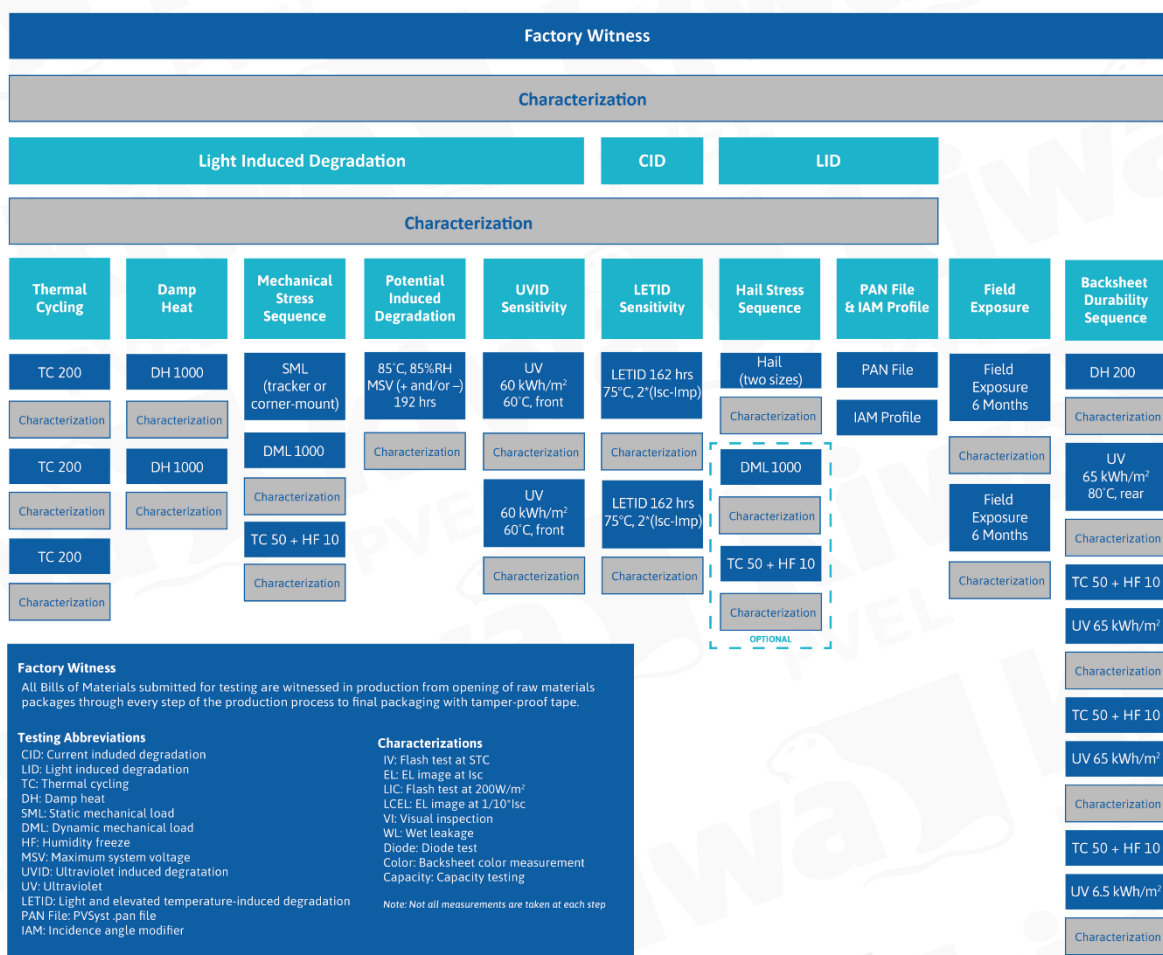 Factory Witness
Characterization
Light Induced Degradation
CID
LID
Characterization
Thermal
Cycling
Damp
Heat
Mechanical
Stress
Sequence
Potential
Induced
Degradation
UVID
Sensitivity
LETID
Sensitivity
Hail Stress
Sequence
PAN File
& IAM Profile
Field
Exposure
Backsheet
Durability
Sequence
TC 200
Characterization
TC 200
Characterization
TC 200
Characterization
DH 1000
Characterization
DH 1000
Characterization
SML
(tracker or
corner-mount)
DML 1000
Characterization
TC 50 + HF 10
Characterization
85°C, 85%RH
MSV (+ and/or –)
192 hrs
Characterization
UV
60 kWh/m²
60°C, front
Characterization
UV
60 kWh/m²
60°C, front
Characterization
LETID 162 hrs
75°C, 2*(Isc-Imp)
Characterization
LETID 162 hrs
75°C, 2*(Isc-Imp)
Characterization
Hail
(two sizes)
Characterization
DML 1000
Characterization
TC 50 + HF 10
Characterization
OPTIONAL
PAN File
IAM Profile
Field
Exposure
6 Months
Characterization
Field
Exposure
6 Months
Characterization
DH 200
Characterization
UV
65 kWh/m²
80°C, rear
Characterization
TC 50 + HF 10
UV 65 kWh/m²
Characterization
TC 50 + HF 10
UV 65 kWh/m²
Characterization
TC 50 + HF 10
UV 6.5 kWh/m²
Characterization
Factory Witness
All Bills of Materials submitted for testing are witnessed in production from opening of raw materials
packages through every step of the production process to final packaging with tamper-proof tape.
Testing Abbreviations
CID: Current induded degradation
LID: Light induced degradation
TC: Thermal cycling
DH: Damp heat
SML: Static mechanical load
DML: Dynamic mechanical load
HF: Humidity freeze
MSV: Maximum system voltage
UVID: Ultraviolet induced degratation
UV: Ultraviolet
LETID: Light and elevated temperature-induced degradation
PAN File: PVSyst .pan file
IAM: Incidence angle modifier
Characterizations
IV: Flash test at STC
EL: EL image at Isc
LIC: Flash test at 200W/m²
LCEL: EL image at 1/10*Isc
VI: Visual inspection
WL: Wet leakage
Diode: Diode test
Color: Backsheet color measurement
Capacity: Capacity testing
Note: Not all measurements are taken at each step
kiwa
PVEL